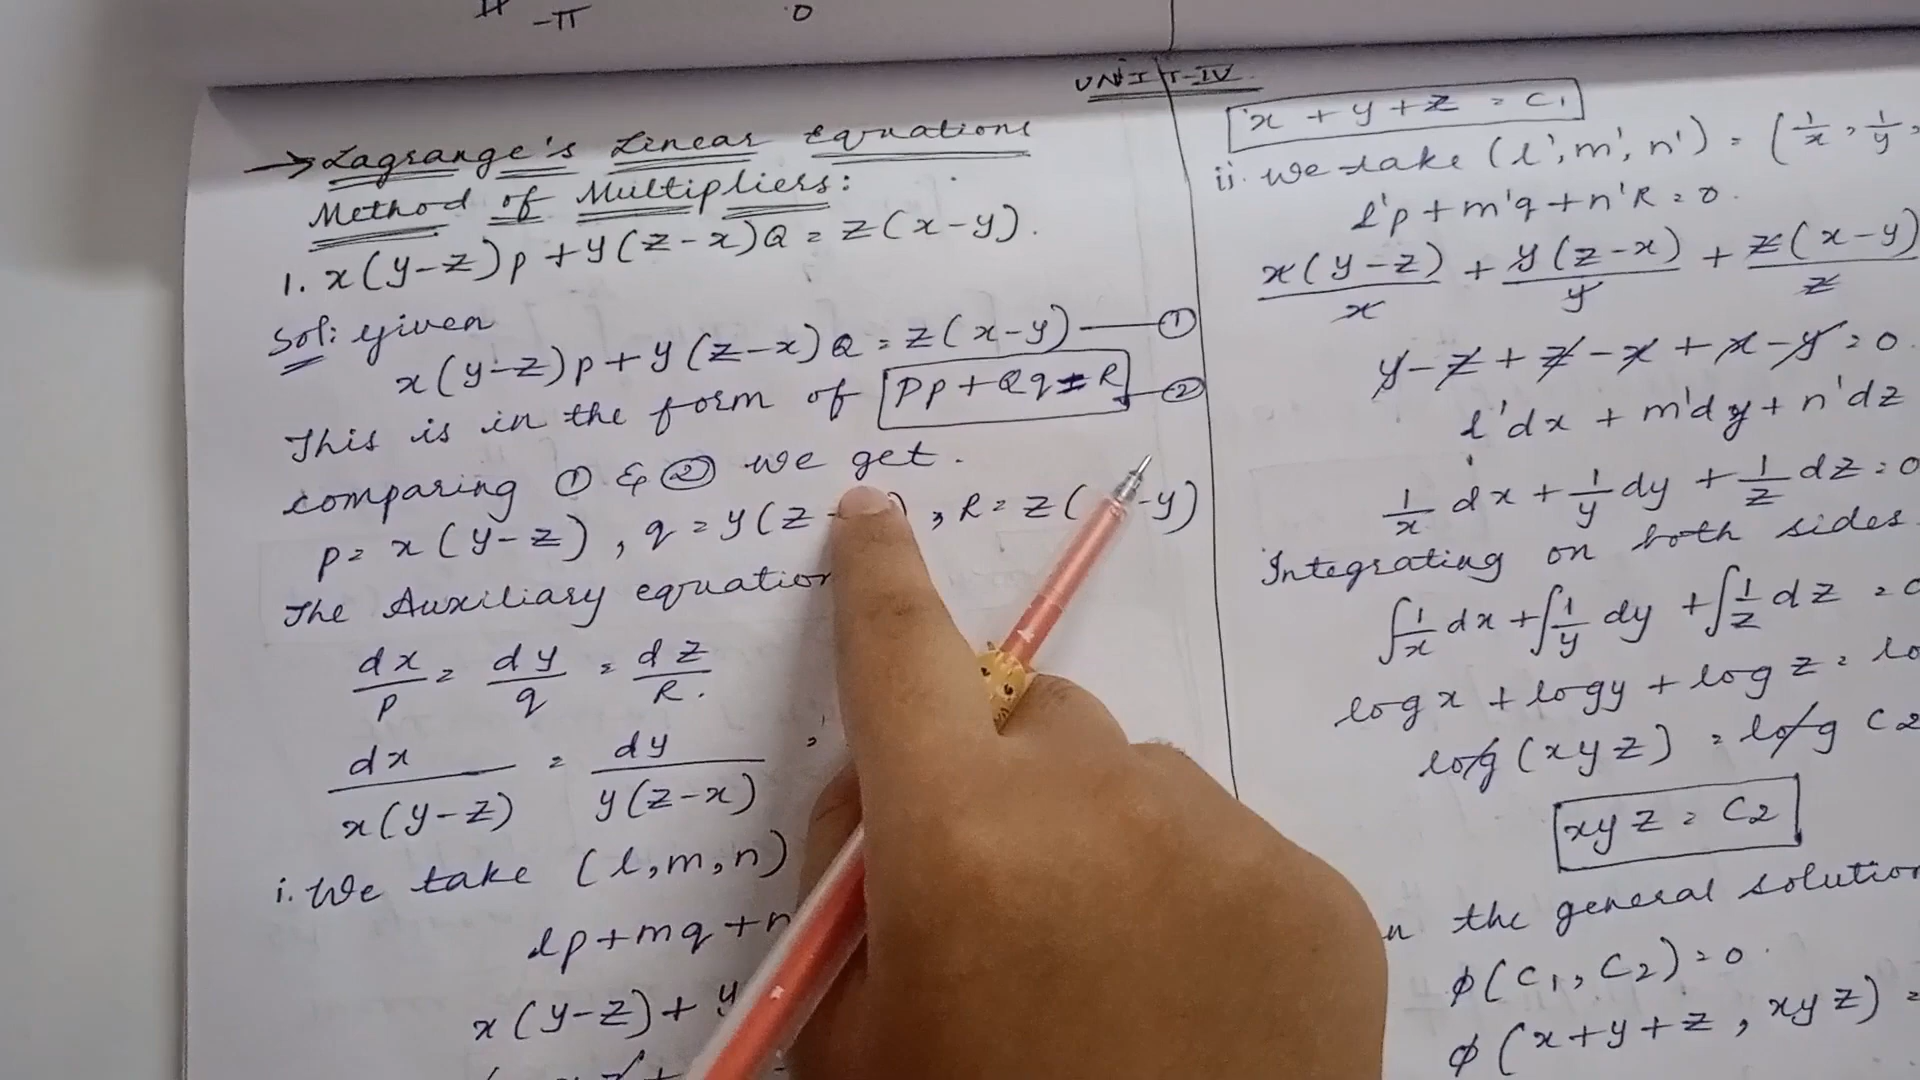 π
-π
0
UNIT-IV
→ Lagrange's Linear Equations
Method of Multipliers:
1. x(y-z)p + y(z-x)Q = z(x-y).
Sol: Given
x(y-z)p + y(z-x)Q = z(x-y) — ①
This is in the form of Pp + Qq = R — ②
comparing ① & ② we get.
p = x(y-z), q = y(z- ), R = z( -y)
The Auxiliary equation
dx/p = dy/q = dz/R.
dx/x(y-z) = dy/y(z-x) =
i. We take (l,m,n)
lp + mq + n
x(y-z) + y
x + y + z = C1
ii. We take (l', m', n') = (1/x, 1/y,
l'p + m'q + n'R = 0.
x(y-z)/x + y(z-x)/y + z(x-y)/z
y - z + z - x + x - y = 0.
l'dx + m'dy + n'dz
1/x dx + 1/y dy + 1/z dz = 0
Integrating on both sides.
∫1/x dx + ∫1/y dy + ∫1/z dz = 0
log x + log y + log z = lo
log (xyz) = log C2
xyz = C2
the general solution
φ(C1, C2) = 0.
φ(x+y+z, xyz) =